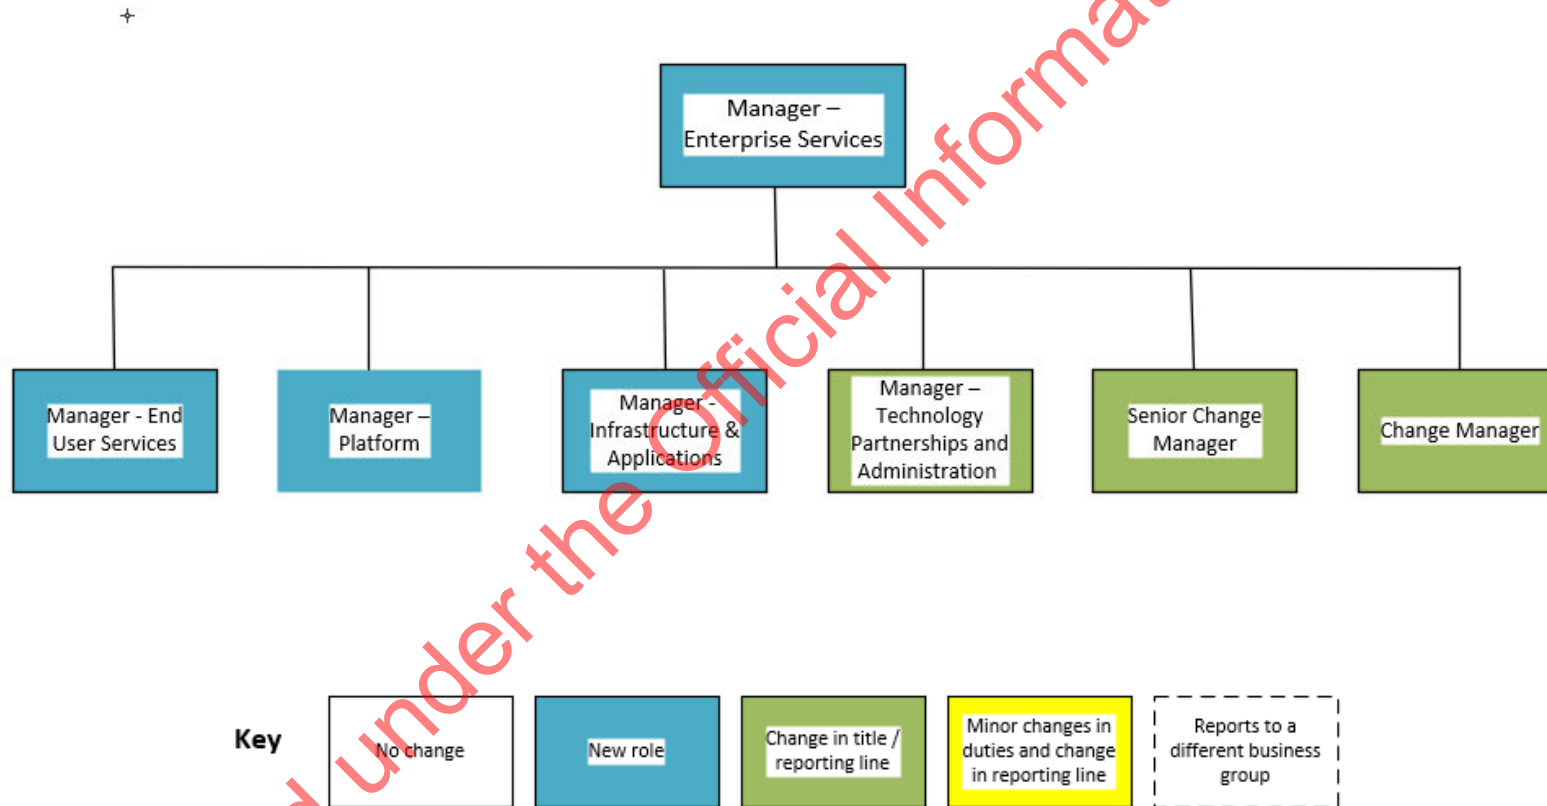 Manager –
Enterprise Services
Manager - End
User Services
Manager –
Platform
Manager -
Infrastructure &
Applications
Manager –
Technology
Partnerships and
Administration
Senior Change
Manager
Change Manager
Key
No change
New role
Change in title /
reporting line
Minor changes in
duties and change
in reporting line
Reports to a
different business
group
under the Official